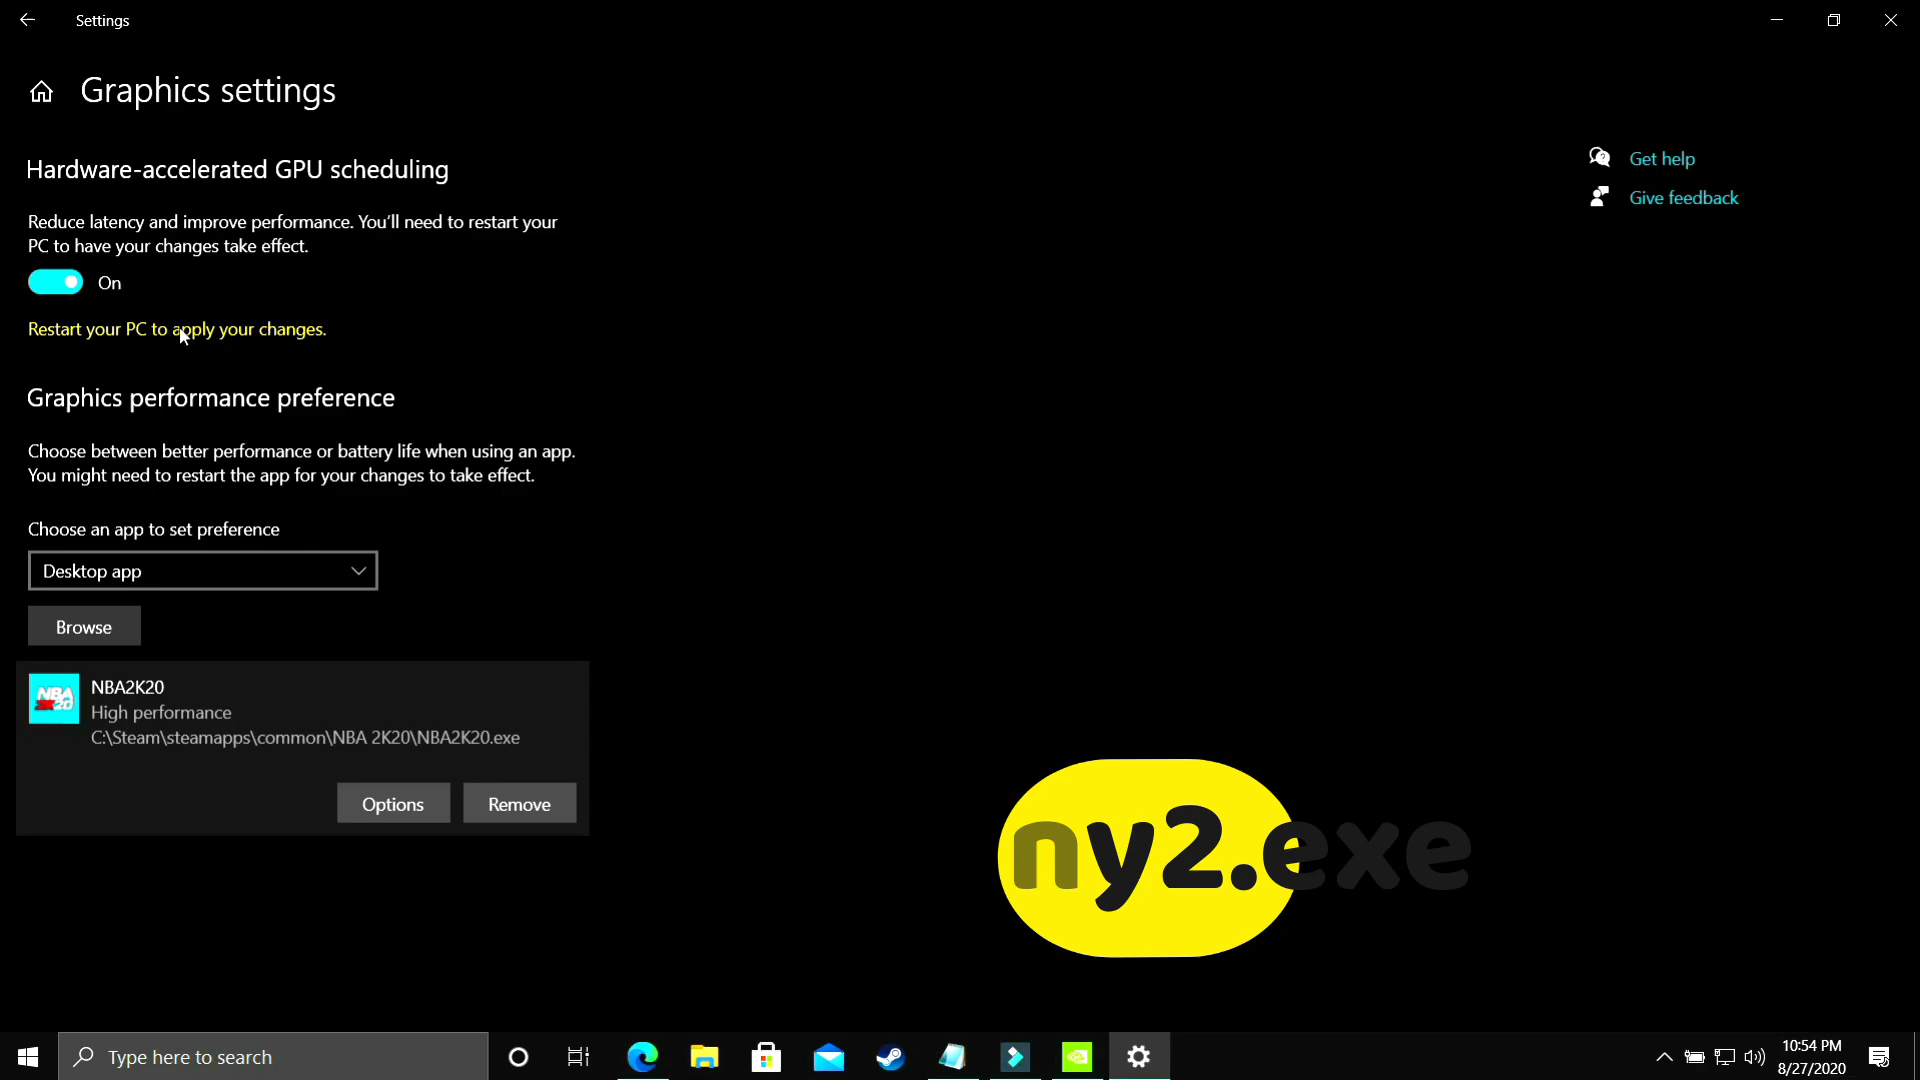 Settings
Graphics settings
Hardware-accelerated GPU scheduling
Reduce latency and improve performance. You'll need to restart your
PC to have your changes take effect.
On
Restart your PC to apply your changes.
Graphics performance preference
Choose between better performance or battery life when using an app.
You might need to restart the app for your changes to take effect.
Choose an app to set preference
Desktop app
Browse
NBA
2K20
NBA2K20
High performance
C:\Steam\steamapps\common\NBA 2K20\NBA2K20.exe
Options
Remove
Get help
Give feedback
ny2.exe
Type here to search
10:54 PM
8/27/2020